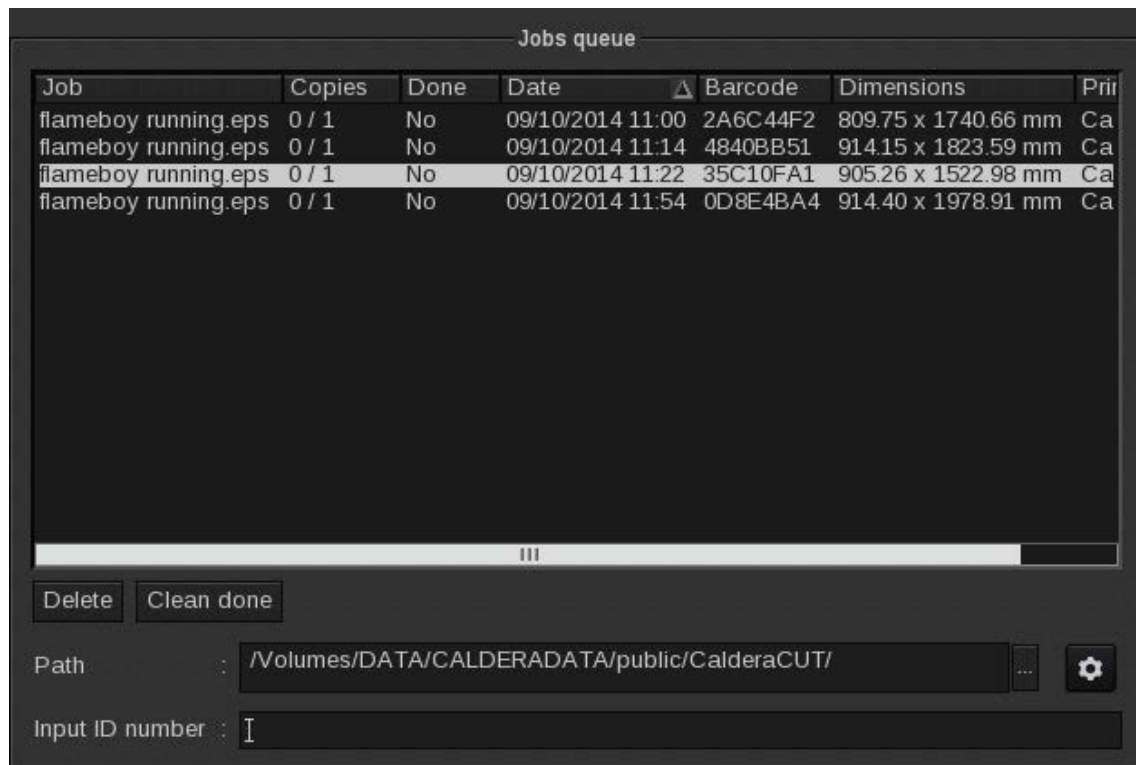 Jobs queue
Job Copies Done Date Barcode Dimensions Prir
flameboy running.eps 0 / 1 No 09/10/2014 11:00 2A6C44F2 809.75 x 1740.66 mm Ca
flameboy running.eps 0 / 1 No 09/10/2014 11:14 4840BB51 914.15 x 1823.59 mm Ca
flameboy running.eps 0 / 1 No 09/10/2014 11:22 35C10FA1 905.26 x 1522.98 mm Ca
flameboy running.eps 0 / 1 No 09/10/2014 11:54 0D8E4BA4 914.40 x 1978.91 mm Ca
Delete Clean done
Path : /Volumes/DATA/CALDERADATA/public/CalderaCUT/ ...
Input ID number :